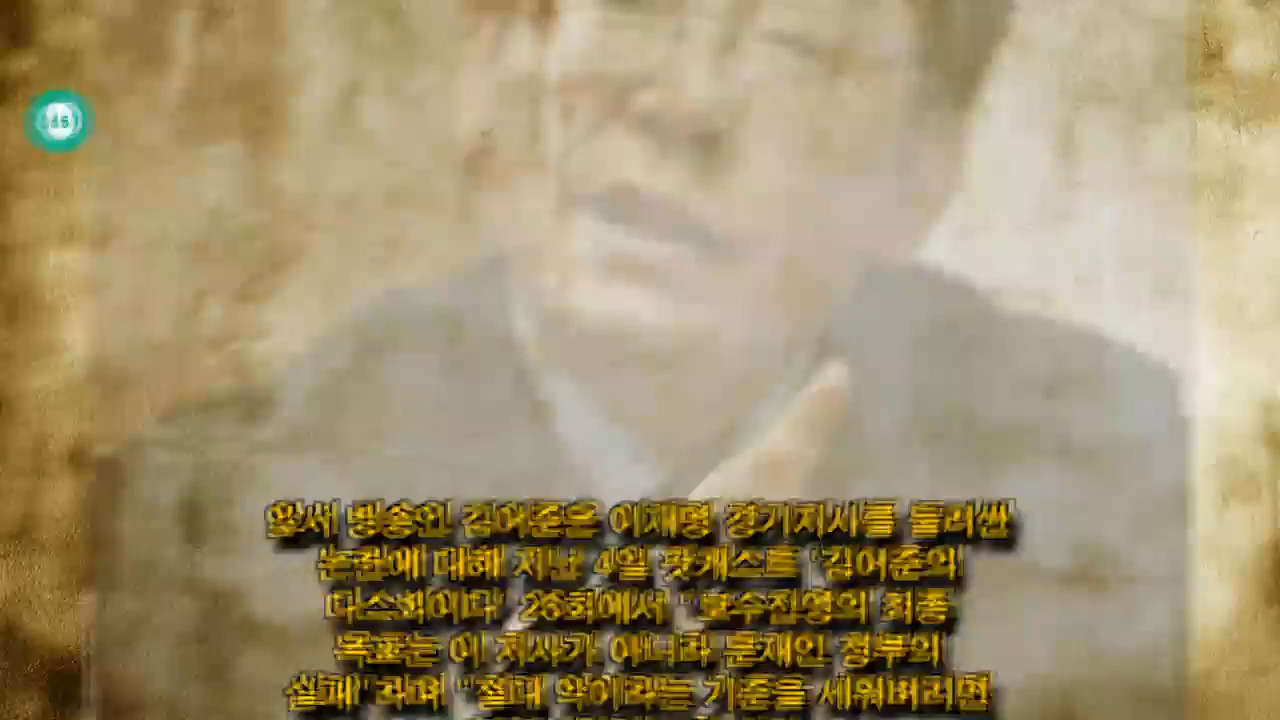 앞서 방송인 김어준은 이재명 경기지사를 둘러싼
논란에 대해 지난 4일 팟캐스트 '김어준의
다스뵈이다' 26회에서 "보수진영의 최종
목표는 이 지사가 아니라 문재인 정부의
실패"라며 "절대 악이라는 기준을 세워버리면